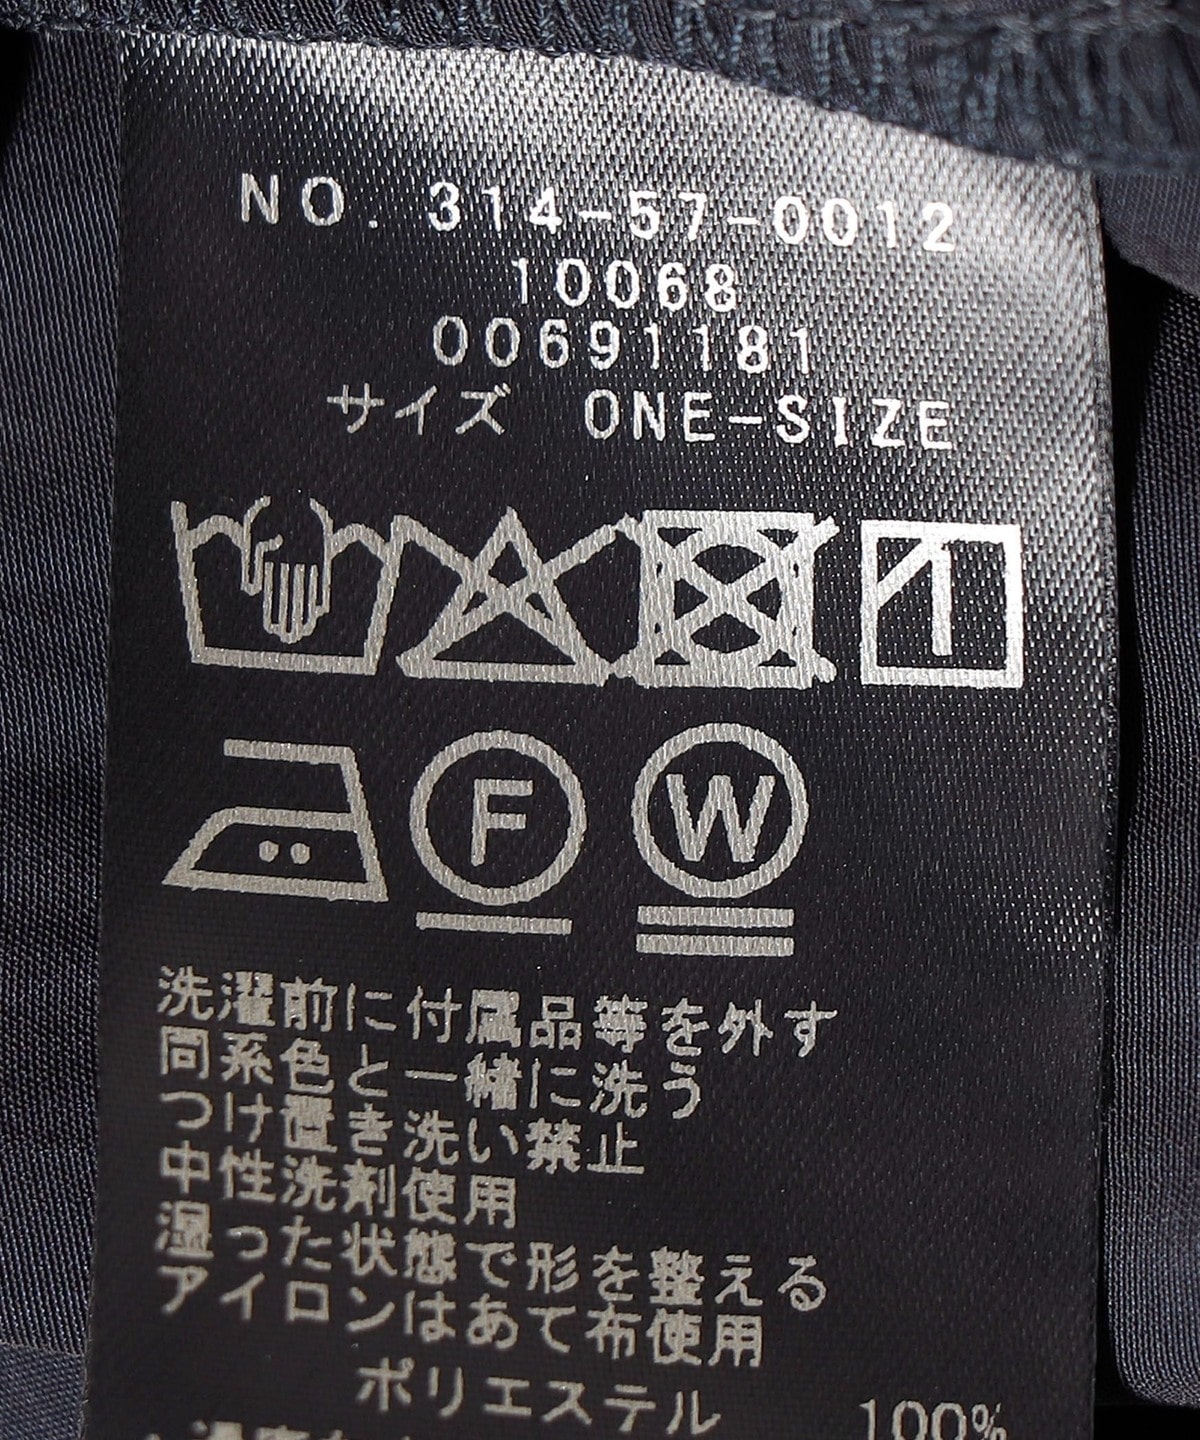 NO. 314-57-0012
10068
00691181
サイズ ONE-SIZE
F W
洗濯前に付属品等を外す
同系色と一緒に洗う
つけ置き洗い禁止
中性洗剤使用
湿った状態で形を整える
アイロンはあて布使用
ポリエステル 100%